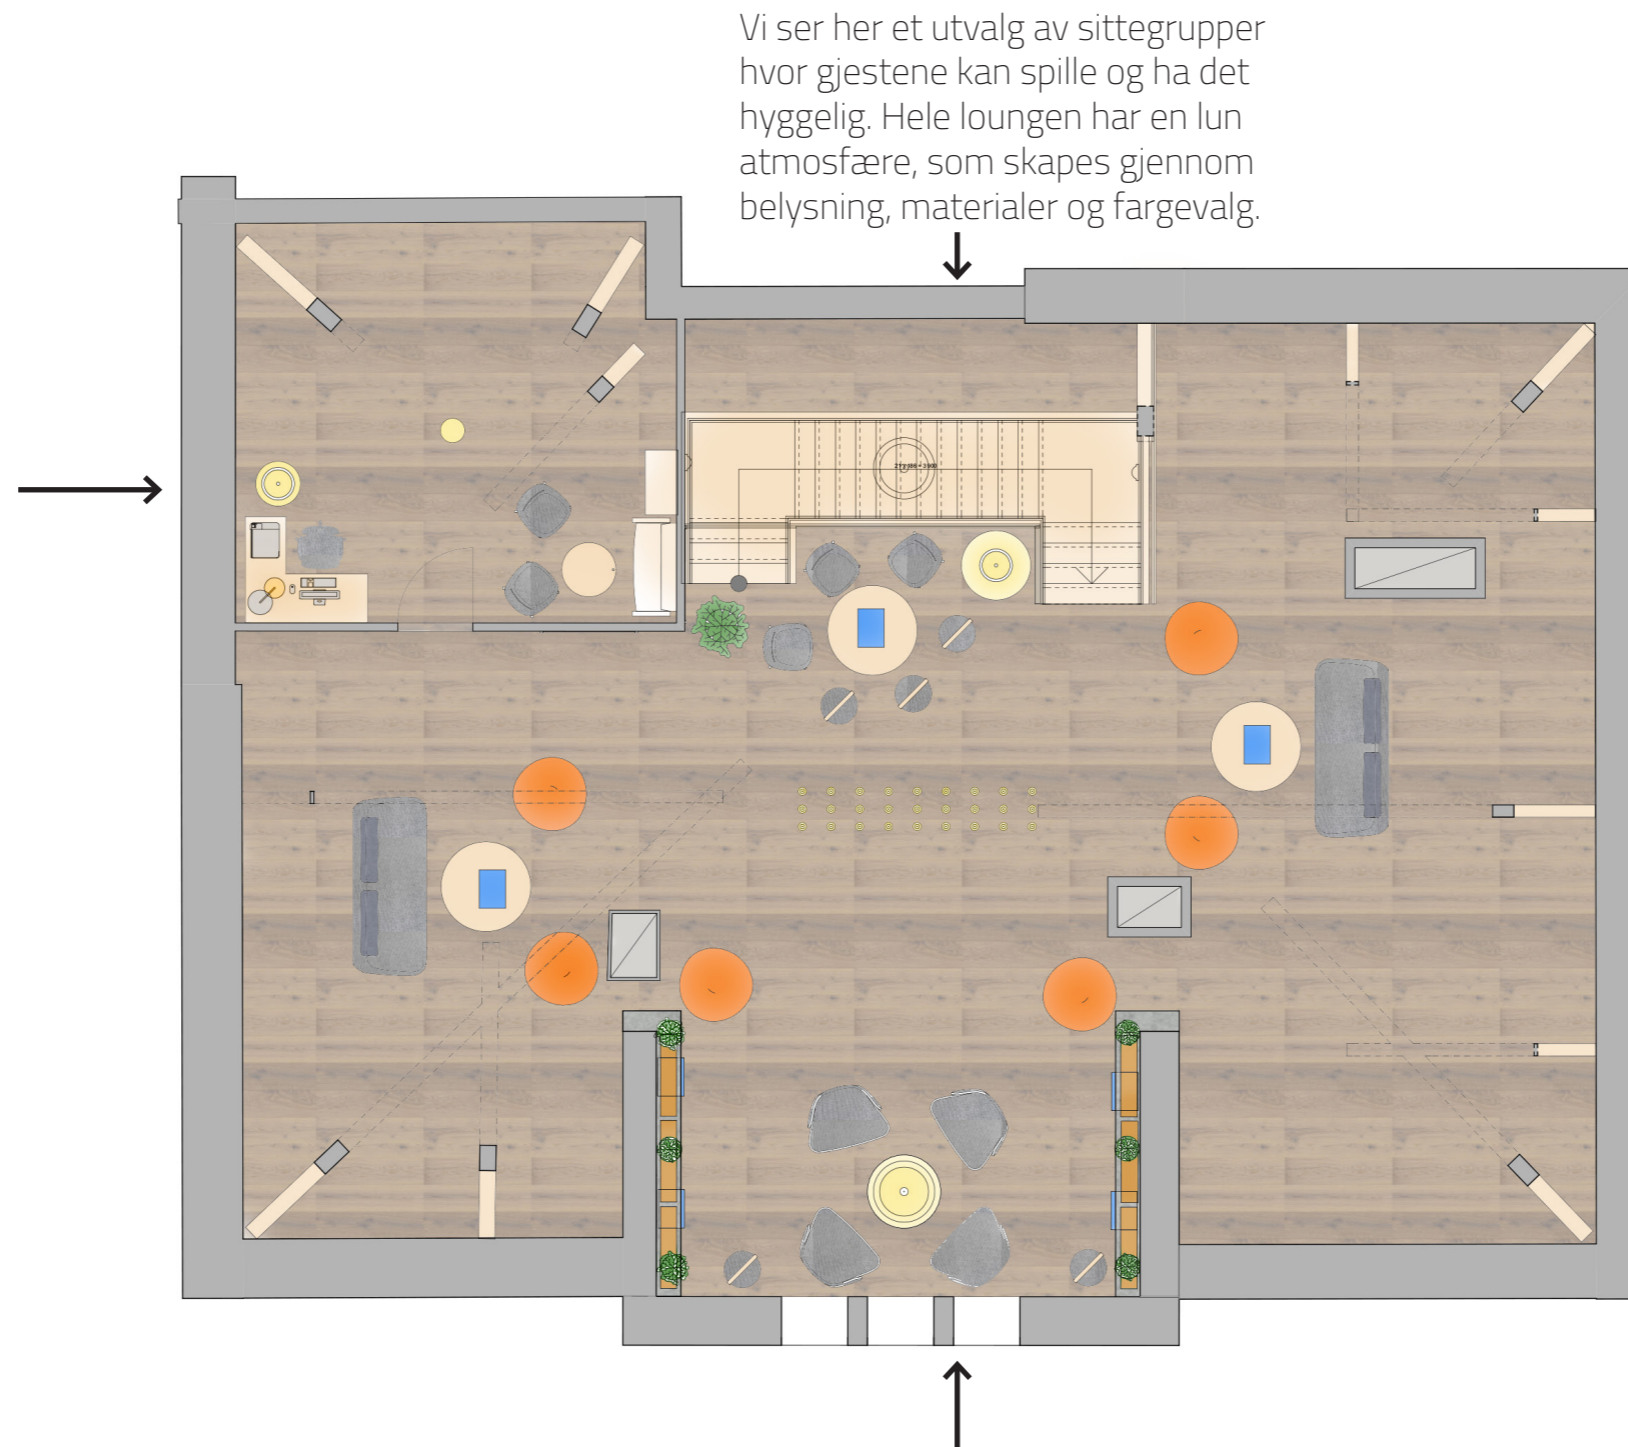 Vi ser her et utvalg av sittegrupper
hvor gjestene kan spille og ha det
hyggelig. Hele loungen har en lun
atmosfære, som skapes gjennom
belysning, materialer og fargevalg.